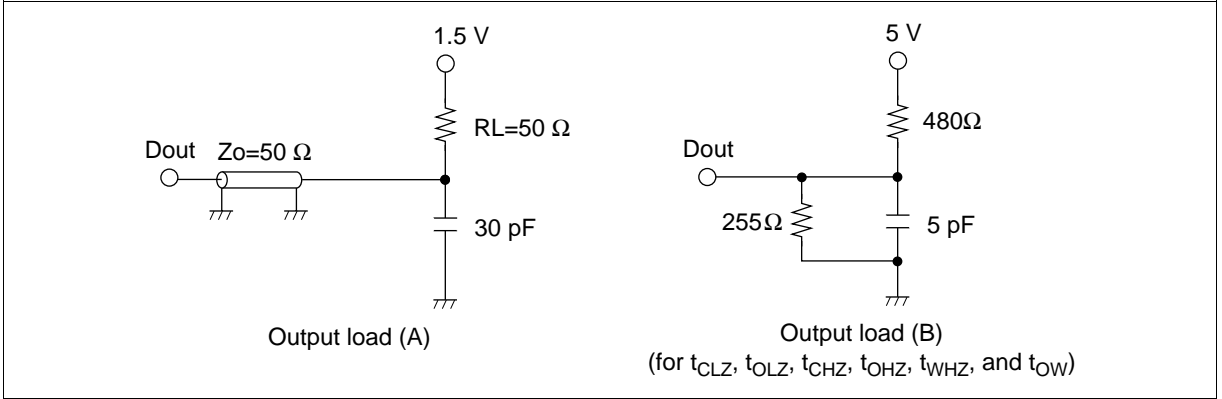 1.5 V
RL=50 Ω
Dout
Zo=50 Ω
30 pF
Output load (A)
5 V
480Ω
Dout
255Ω
5 pF
Output load (B)
(for tCLZ, tOLZ, tCHZ, tOHZ, tWHZ, and tOW)